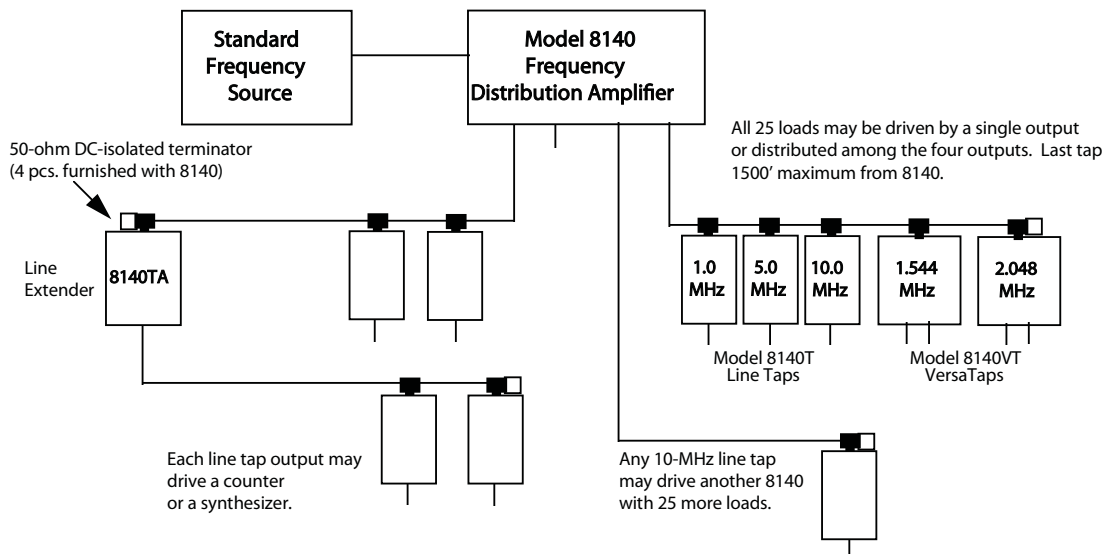 Standard
Frequency
Source
Model 8140
Frequency
Distribution Amplifier
All 25 loads may be driven by a single output
or distributed among the four outputs.  Last tap
1500’ maximum from 8140.
50-ohm DC-isolated terminator
(4 pcs. furnished with 8140)
Line
Extender
8140TA
1.0
MHz
5.0
MHz
10.0
MHz
1.544
MHz
2.048
MHz
Model 8140T
Line Taps
Model 8140VT
VersaTaps
Each line tap output may
drive a counter
or a synthesizer.
Any 10-MHz line tap
may drive another 8140
with 25 more loads.